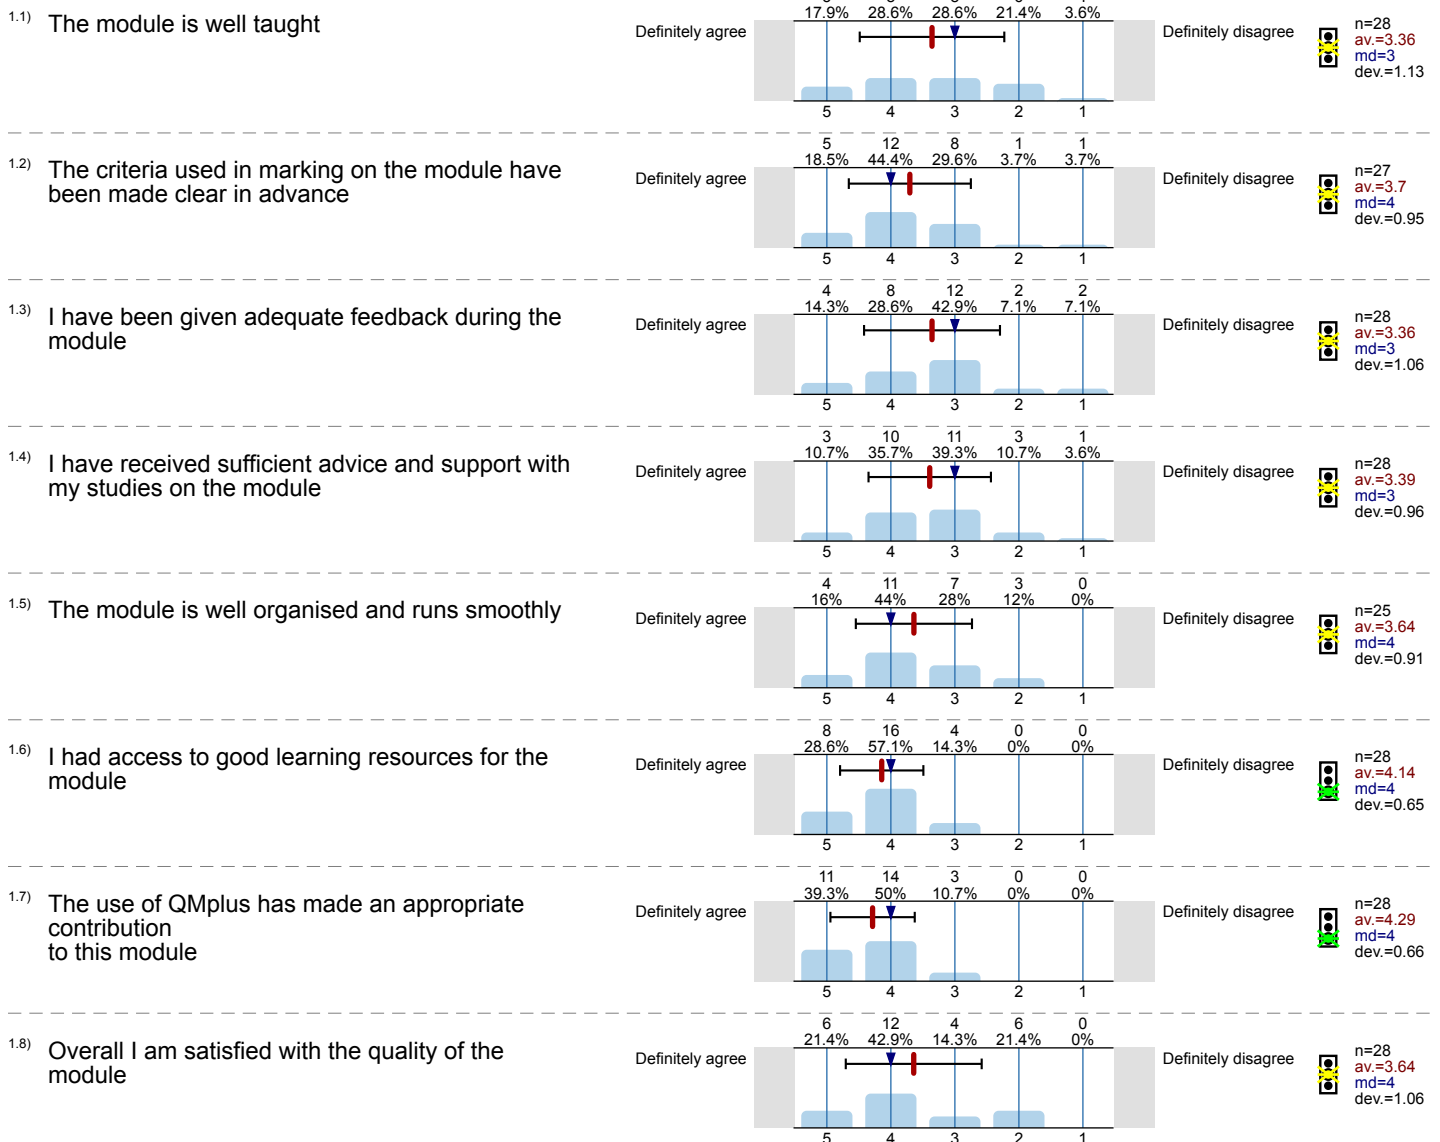 17.9% 28.6% 28.6% 21.4% 3.6%
1.1) The module is well taught
Definitely agree
Definitely disagree
n=28
av.=3.36
md=3
dev.=1.13
5 4 3 2 1
5 12 8 1 1
18.5% 44.4% 29.6% 3.7% 3.7%
1.2) The criteria used in marking on the module have
been made clear in advance
Definitely agree
Definitely disagree
n=27
av.=3.7
md=4
dev.=0.95
5 4 3 2 1
4 8 12 2 2
14.3% 28.6% 42.9% 7.1% 7.1%
1.3) I have been given adequate feedback during the
module
Definitely agree
Definitely disagree
n=28
av.=3.36
md=3
dev.=1.06
5 4 3 2 1
3 10 11 3 1
10.7% 35.7% 39.3% 10.7% 3.6%
1.4) I have received sufficient advice and support with
my studies on the module
Definitely agree
Definitely disagree
n=28
av.=3.39
md=3
dev.=0.96
5 4 3 2 1
4 11 7 3 0
16% 44% 28% 12% 0%
1.5) The module is well organised and runs smoothly
Definitely agree
Definitely disagree
n=25
av.=3.64
md=4
dev.=0.91
5 4 3 2 1
8 16 4 0 0
28.6% 57.1% 14.3% 0% 0%
1.6) I had access to good learning resources for the
module
Definitely agree
Definitely disagree
n=28
av.=4.14
md=4
dev.=0.65
5 4 3 2 1
11 14 3 0 0
39.3% 50% 10.7% 0% 0%
1.7) The use of QMplus has made an appropriate
contribution
to this module
Definitely agree
Definitely disagree
n=28
av.=4.29
md=4
dev.=0.66
5 4 3 2 1
6 12 4 6 0
21.4% 42.9% 14.3% 21.4% 0%
1.8) Overall I am satisfied with the quality of the
module
Definitely agree
Definitely disagree
n=28
av.=3.64
md=4
dev.=1.06
5 4 3 2 1